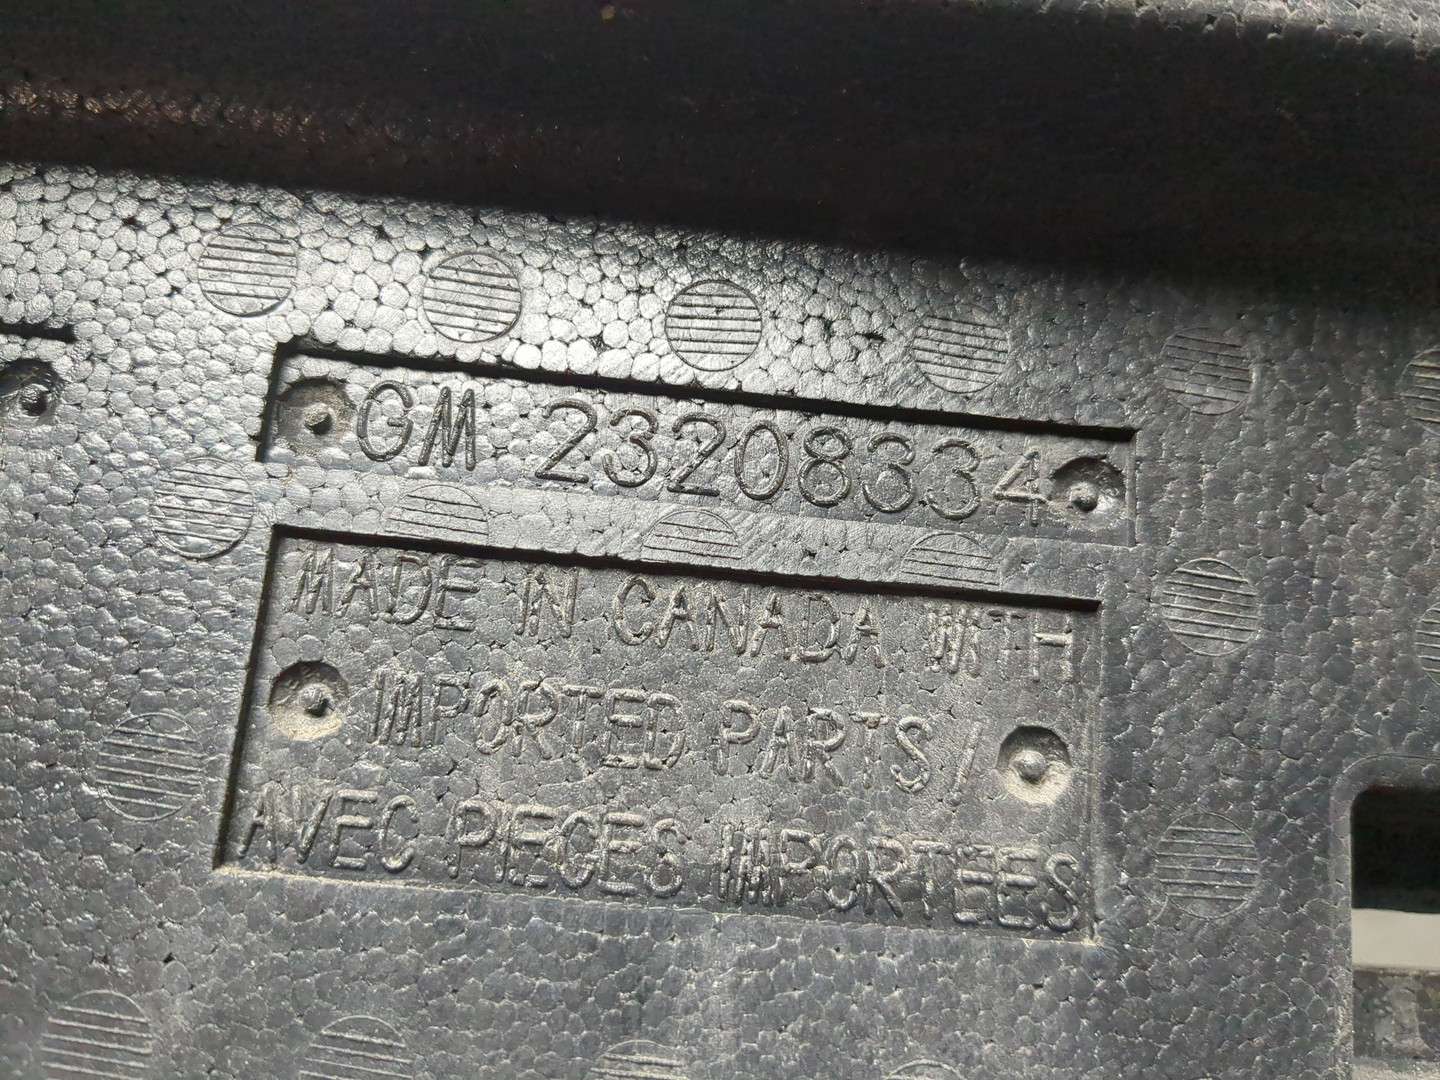 GM 23208334
MADE IN CANADA WITH
IMPORTED PARTS /
AVEC PIECES IMPORTEES